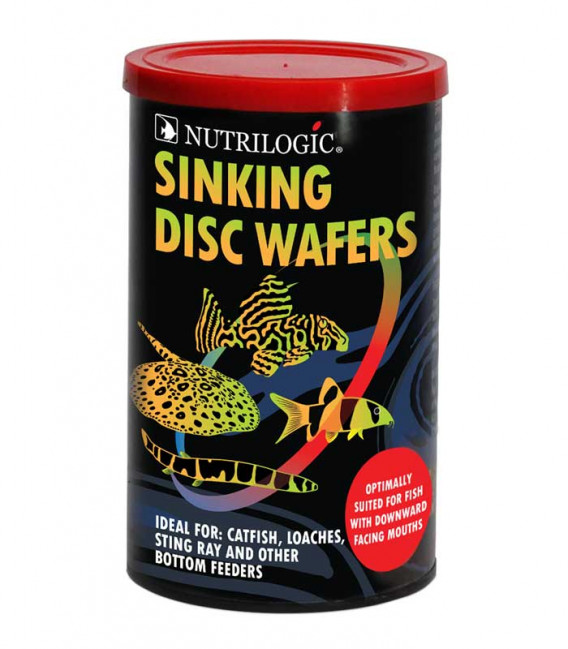 NUTRILOGIC®
SINKING
DISC WAFERS
OPTIMALLY
SUITED FOR FISH
WITH DOWNWARD
FACING MOUTHS
IDEAL FOR: CATFISH, LOACHES,
STING RAY AND OTHER
BOTTOM FEEDERS